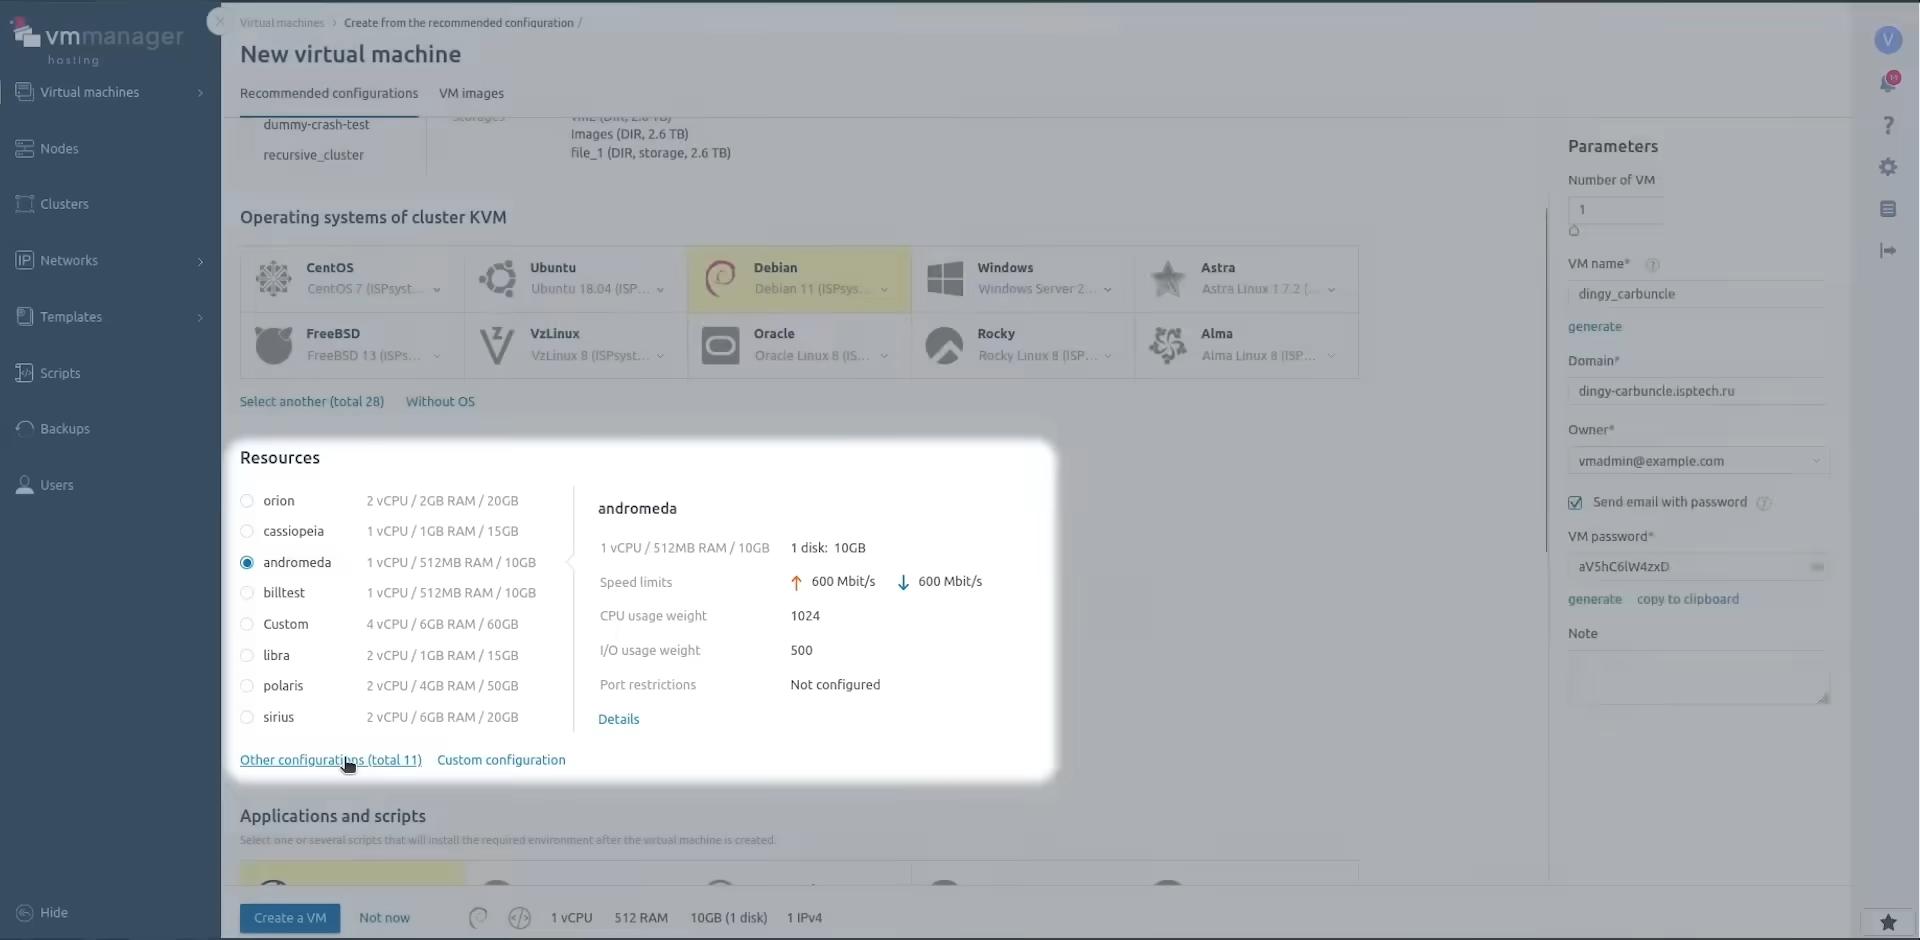 vmmanager
hosting
Virtual machines
Nodes
Clusters
IP Networks
Templates
Scripts
Backups
Users
Hide
Virtual machines > Create from the recommended configuration /
New virtual machine
Recommended configurations VM images
dummy-crash-test
recursive_cluster
Images (DIR, 2.6 TB)
file_1 (DIR, storage, 2.6 TB)
Operating systems of cluster KVM
CentOS
CentOS 7 (ISPsyst...
Ubuntu
Ubuntu 18.04 (ISP...
Debian
Debian 11 (ISPsys...
Windows
Windows Server 2...
Astra
Astra Linux 1.7.2 (...
FreeBSD
FreeBSD 13 (ISPs...
VzLinux
VzLinux 8 (ISPsyst...
Oracle
Oracle Linux 8 (IS...
Rocky
Rocky Linux 8 (ISP...
Alma
Alma Linux 8 (ISP...
Select another (total 28) Without OS
Resources
orion 2 vCPU / 2GB RAM / 20GB
cassiopeia 1 vCPU / 1GB RAM / 15GB
andromeda 1 vCPU / 512MB RAM / 10GB
billtest 1 vCPU / 512MB RAM / 10GB
Custom 4 vCPU / 6GB RAM / 60GB
libra 2 vCPU / 1GB RAM / 15GB
polaris 2 vCPU / 4GB RAM / 50GB
sirius 2 vCPU / 6GB RAM / 20GB
andromeda
1 vCPU / 512MB RAM / 10GB 1 disk: 10GB
Speed limits ↑ 600 Mbit/s ↓ 600 Mbit/s
CPU usage weight 1024
I/O usage weight 500
Port restrictions Not configured
Details
Other configurations (total 11) Custom configuration
Applications and scripts
Select one or several scripts that will install the required environment after the virtual machine is created.
Create a VM Not now 1 vCPU 512 RAM 10GB (1 disk) 1 IPv4
Parameters
Number of VM
1
VM name* ?
dingy_carbuncle
generate
Domain*
dingy-carbuncle.isptech.ru
Owner*
vmadmin@example.com
Send email with password ?
VM password*
aV5hC6lW4zxD
generate copy to clipboard
Note
V
?